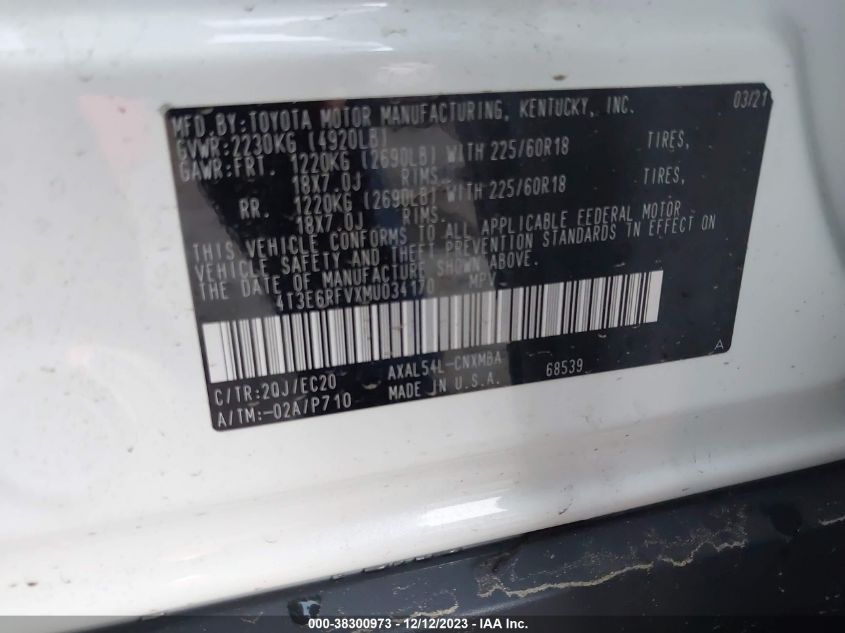 MFD.BY:TOYOTA MOTOR MANUFACTURING, KENTUCKY, INC. 03/21
GVWR:2230KG (4920LB)
GAWR:FRT. 1220KG (2690LB) WITH 225/60R18 TIRES,
18X7.0J RIMS.
RR. 1220KG (2690LB) WITH 225/60R18 TIRES,
18X7.0J RIMS.
THIS VEHICLE CONFORMS TO ALL APPLICABLE FEDERAL MOTOR
VEHICLE SAFETY AND THEFT PREVENTION STANDARDS IN EFFECT ON
THE DATE OF MANUFACTURE SHOWN ABOVE.
4T3E6RFVXMU034170 MPV
C/TR:2QJ/EC20 AXAL54L-CNXMBA 68539 A
A/TM:-02A/P710 MADE IN U.S.A.
000-38300973 - 12/12/2023 - IAAI.com